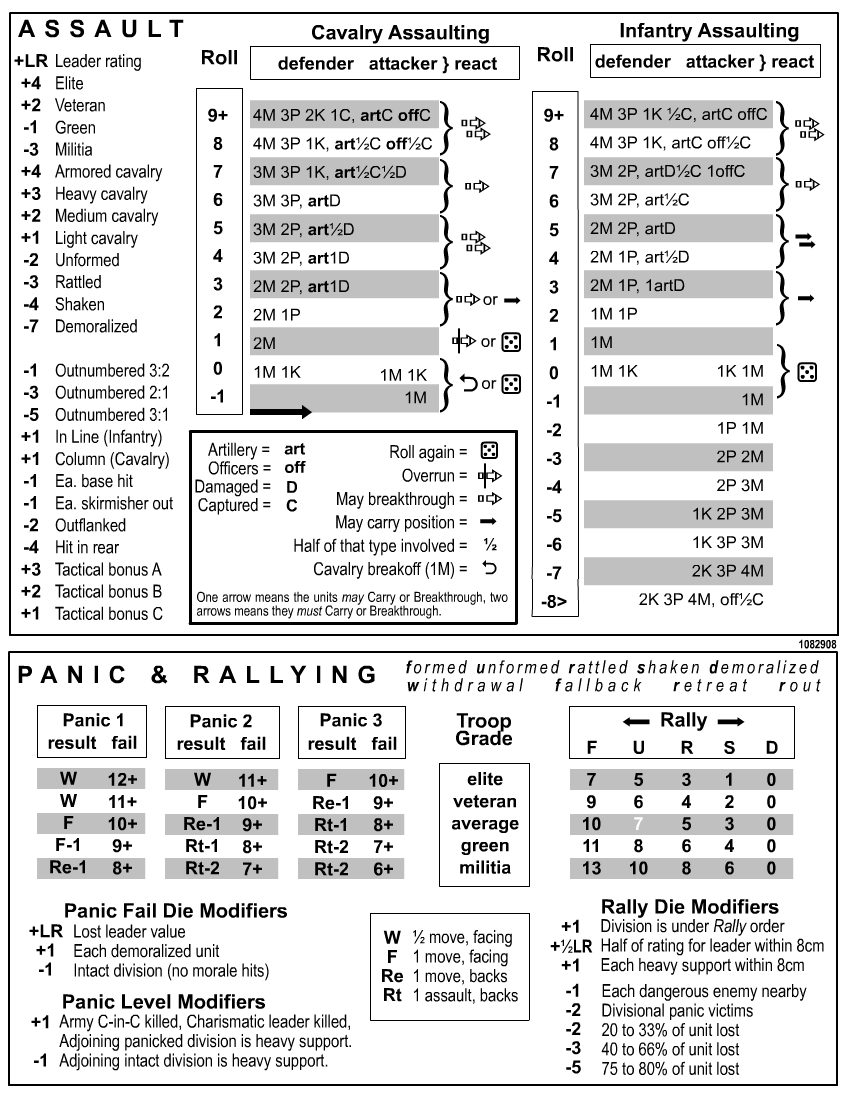 ASSAULT
+LR Leader rating
+4 Elite
+2 Veteran
-1 Green
-3 Militia
+4 Armored cavalry
+3 Heavy cavalry
+2 Medium cavalry
+1 Light cavalry
-2 Unformed
-3 Rattled
-4 Shaken
-7 Demoralized
-1 Outnumbered 3:2
-3 Outnumbered 2:1
-5 Outnumbered 3:1
+1 In Line (Infantry)
+1 Column (Cavalry)
-1 Ea. base hit
-1 Ea. skirmisher out
-2 Outflanked
-4 Hit in rear
+3 Tactical bonus A
+2 Tactical bonus B
+1 Tactical bonus C
Cavalry Assaulting
Roll defender attacker } react
9+ 4M 3P 2K 1C, artC offC
8 4M 3P 1K, art½C off½C
7 3M 3P 1K, art½C½D
6 3M 3P, artD
5 3M 2P, art½D
4 3M 2P, art1D
3 2M 2P, art1D
2 2M 1P
or
1 2M
or
0 1M 1K 1M 1K
-1 1M
or
Artillery = art
Officers = off
Damaged = D
Captured = C
Roll again =
Overrun =
May breakthrough =
May carry position =
Half of that type involved = ½
Cavalry breakoff (1M) =
One arrow means the units may Carry or Breakthrough, two
arrows means they must Carry or Breakthrough.
Infantry Assaulting
Roll defender attacker } react
9+ 4M 3P 1K ½C, artC offC
8 4M 3P 1K, artC off½C
7 3M 2P, artD½C 1offC
6 3M 2P, art½C
5 2M 2P, artD
4 2M 1P, art½D
3 2M 1P, 1artD
2 1M 1P
1 1M
0 1M 1K 1K 1M
-1 1M
-2 1P 1M
-3 2P 2M
-4 2P 3M
-5 1K 2P 3M
-6 1K 3P 3M
-7 2K 3P 4M
-8> 2K 3P 4M, off½C
1082908
PANIC & RALLYING
formed unformed rattled shaken demoralized
withdrawal fallback retreat rout
Panic 1 Panic 2 Panic 3 Troop Grade Rally
result fail result fail result fail F U R S D
W 12+ W 11+ F 10+ elite 7 5 3 1 0
W 11+ F 10+ Re-1 9+ veteran 9 6 4 2 0
F 10+ Re-1 9+ Rt-1 8+ average 10 7 5 3 0
F-1 9+ Rt-1 8+ Rt-2 7+ green 11 8 6 4 0
Re-1 8+ Rt-2 7+ Rt-2 6+ militia 13 10 8 6 0
Panic Fail Die Modifiers
+LR Lost leader value
+1 Each demoralized unit
-1 Intact division (no morale hits)
Panic Level Modifiers
+1 Army C-in-C killed, Charismatic leader killed,
Adjoining panicked division is heavy support.
-1 Adjoining intact division is heavy support.
W ½ move, facing
F 1 move, facing
Re 1 move, backs
Rt 1 assault, backs
Rally Die Modifiers
+1 Division is under Rally order
+½LR Half of rating for leader within 8cm
+1 Each heavy support within 8cm
-1 Each dangerous enemy nearby
-2 Divisional panic victims
-2 20 to 33% of unit lost
-3 40 to 66% of unit lost
-5 75 to 80% of unit lost